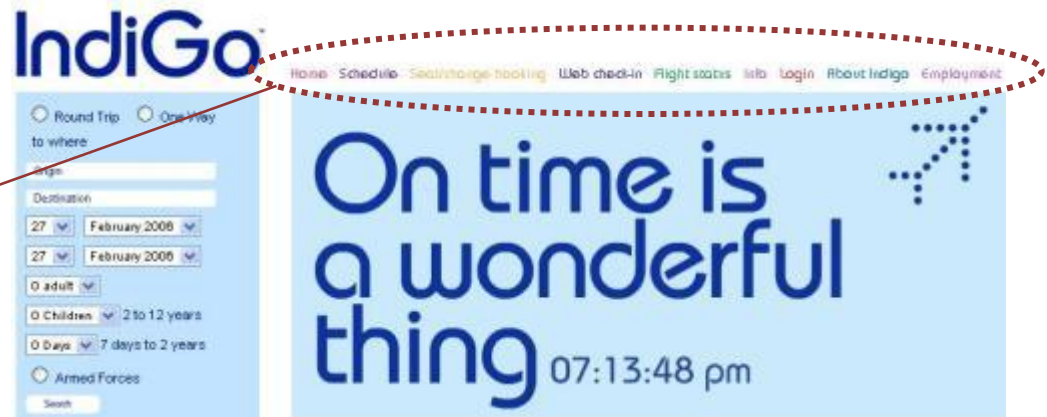 IndiGo
Home Schedule Seat/change booking Web check-in Flight status Info Login About Indigo Employment
Round Trip One Way
to where
Origin
Destination
27 February 2006
27 February 2006
0 adult
0 Children 2 to 12 years
0 Days 7 days to 2 years
Armed Forces
Search
On time is
a wonderful
thing 07:13:48 pm